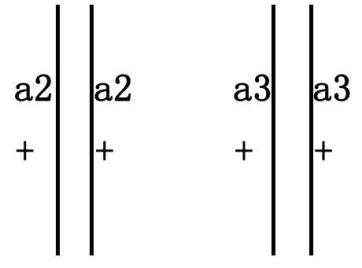 a2 a2 a3 a3
+ + + +